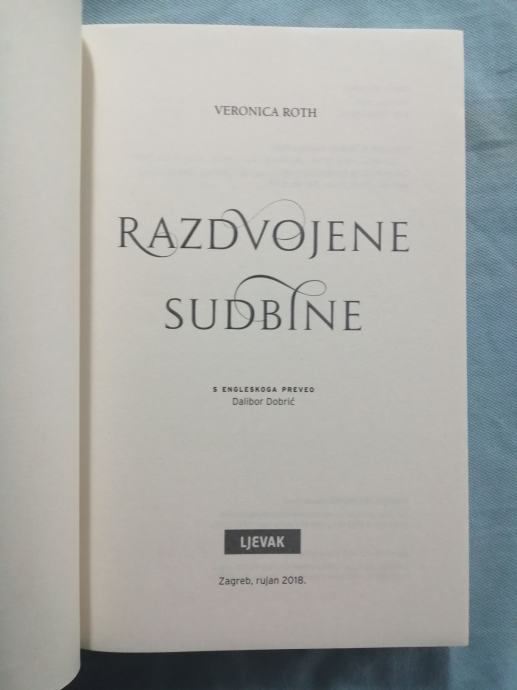 VERONICA ROTH
RAZDVOJENE
SUDBINE
S ENGLESKOGA PREVEO
Dalibor Dobrić
LJEVAK
Zagreb, rujan 2018.